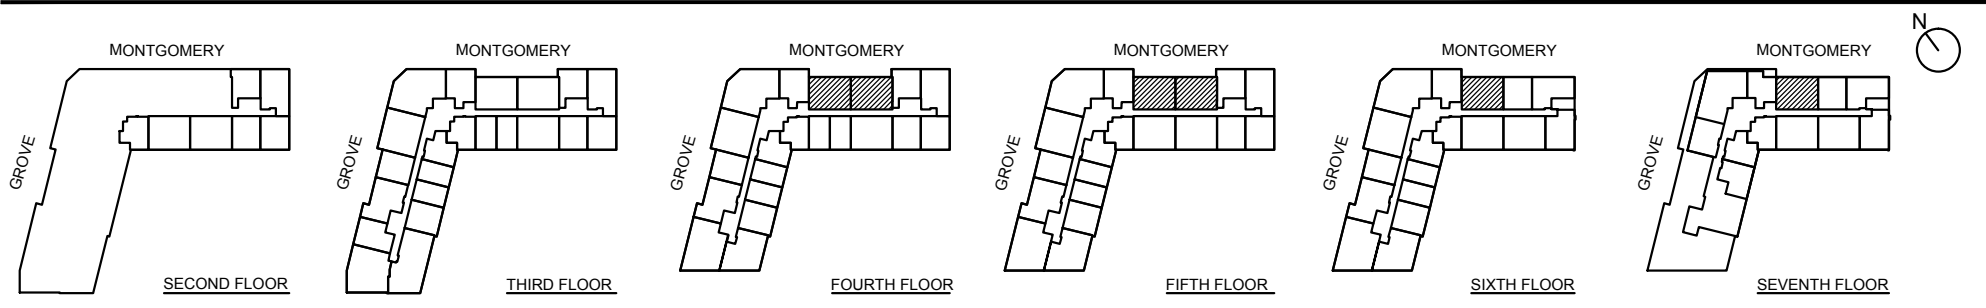 N
MONTGOMERY
GROVE
SECOND FLOOR
MONTGOMERY
GROVE
THIRD FLOOR
MONTGOMERY
GROVE
FOURTH FLOOR
MONTGOMERY
GROVE
FIFTH FLOOR
MONTGOMERY
GROVE
SIXTH FLOOR
MONTGOMERY
GROVE
SEVENTH FLOOR